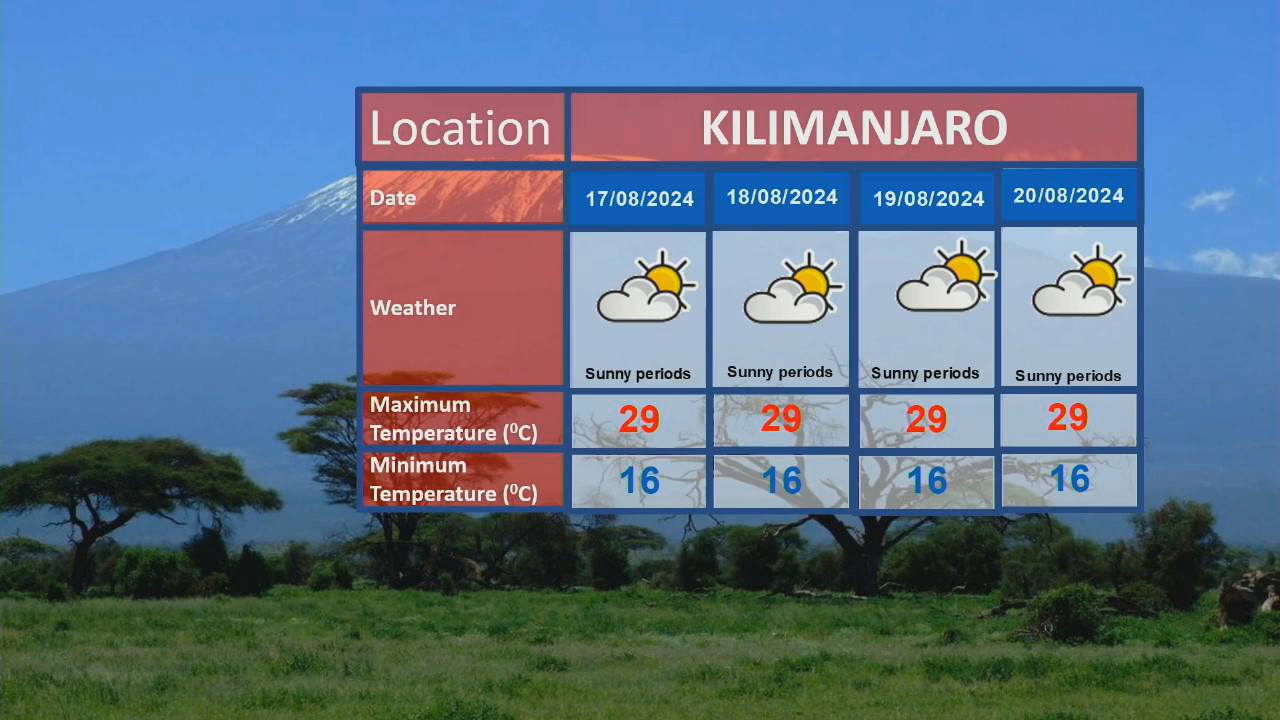 Location KILIMANJARO
Date 17/08/2024 18/08/2024 19/08/2024 20/08/2024
Weather
Sunny periods Sunny periods Sunny periods Sunny periods
Maximum
Temperature (⁰C) 29 29 29 29
Minimum
Temperature (⁰C) 16 16 16 16